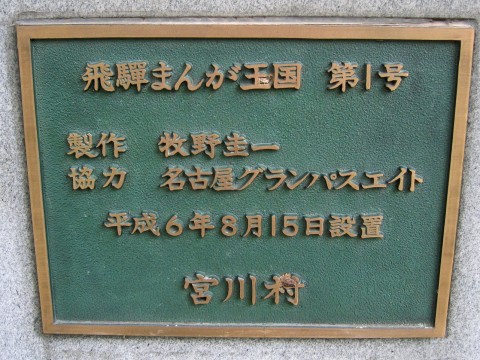 飛驒まんが王国 第1号
製作 牧野圭一
協力 名古屋グランパスエイト
平成6年8月15日設置
宮川村